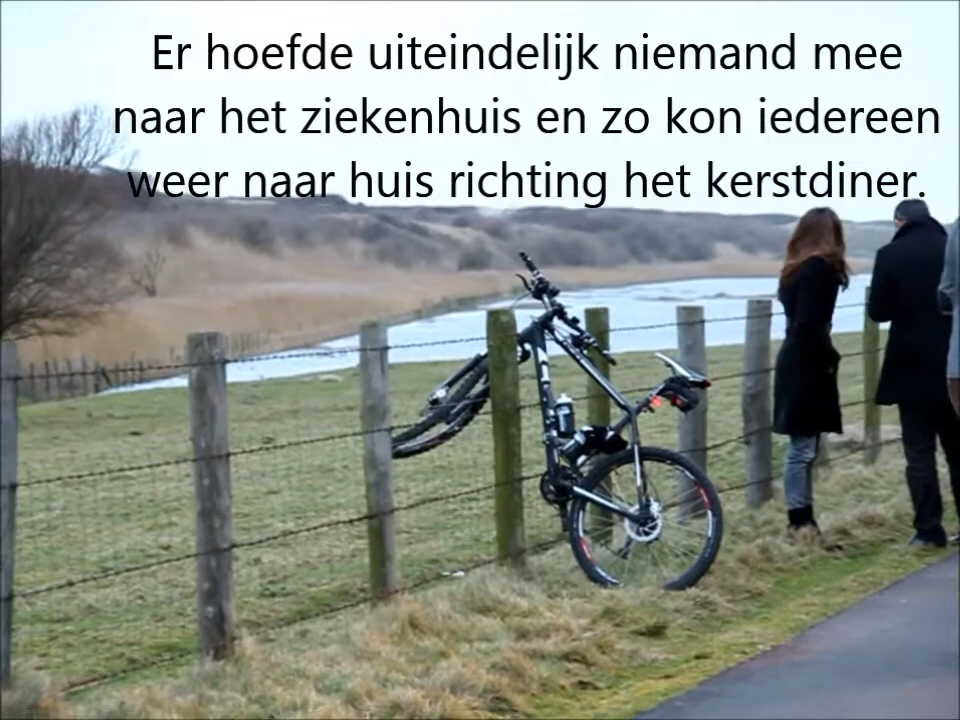 Er hoefde uiteindelijk niemand mee
naar het ziekenhuis en zo kon iedereen
weer naar huis richting het kerstdiner.